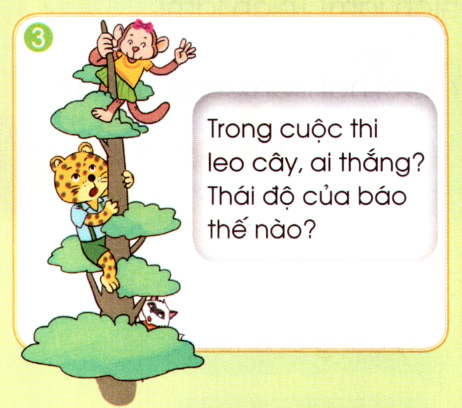 3
Trong cuộc thi
leo cây, ai thắng?
Thái độ của báo
thế nào?